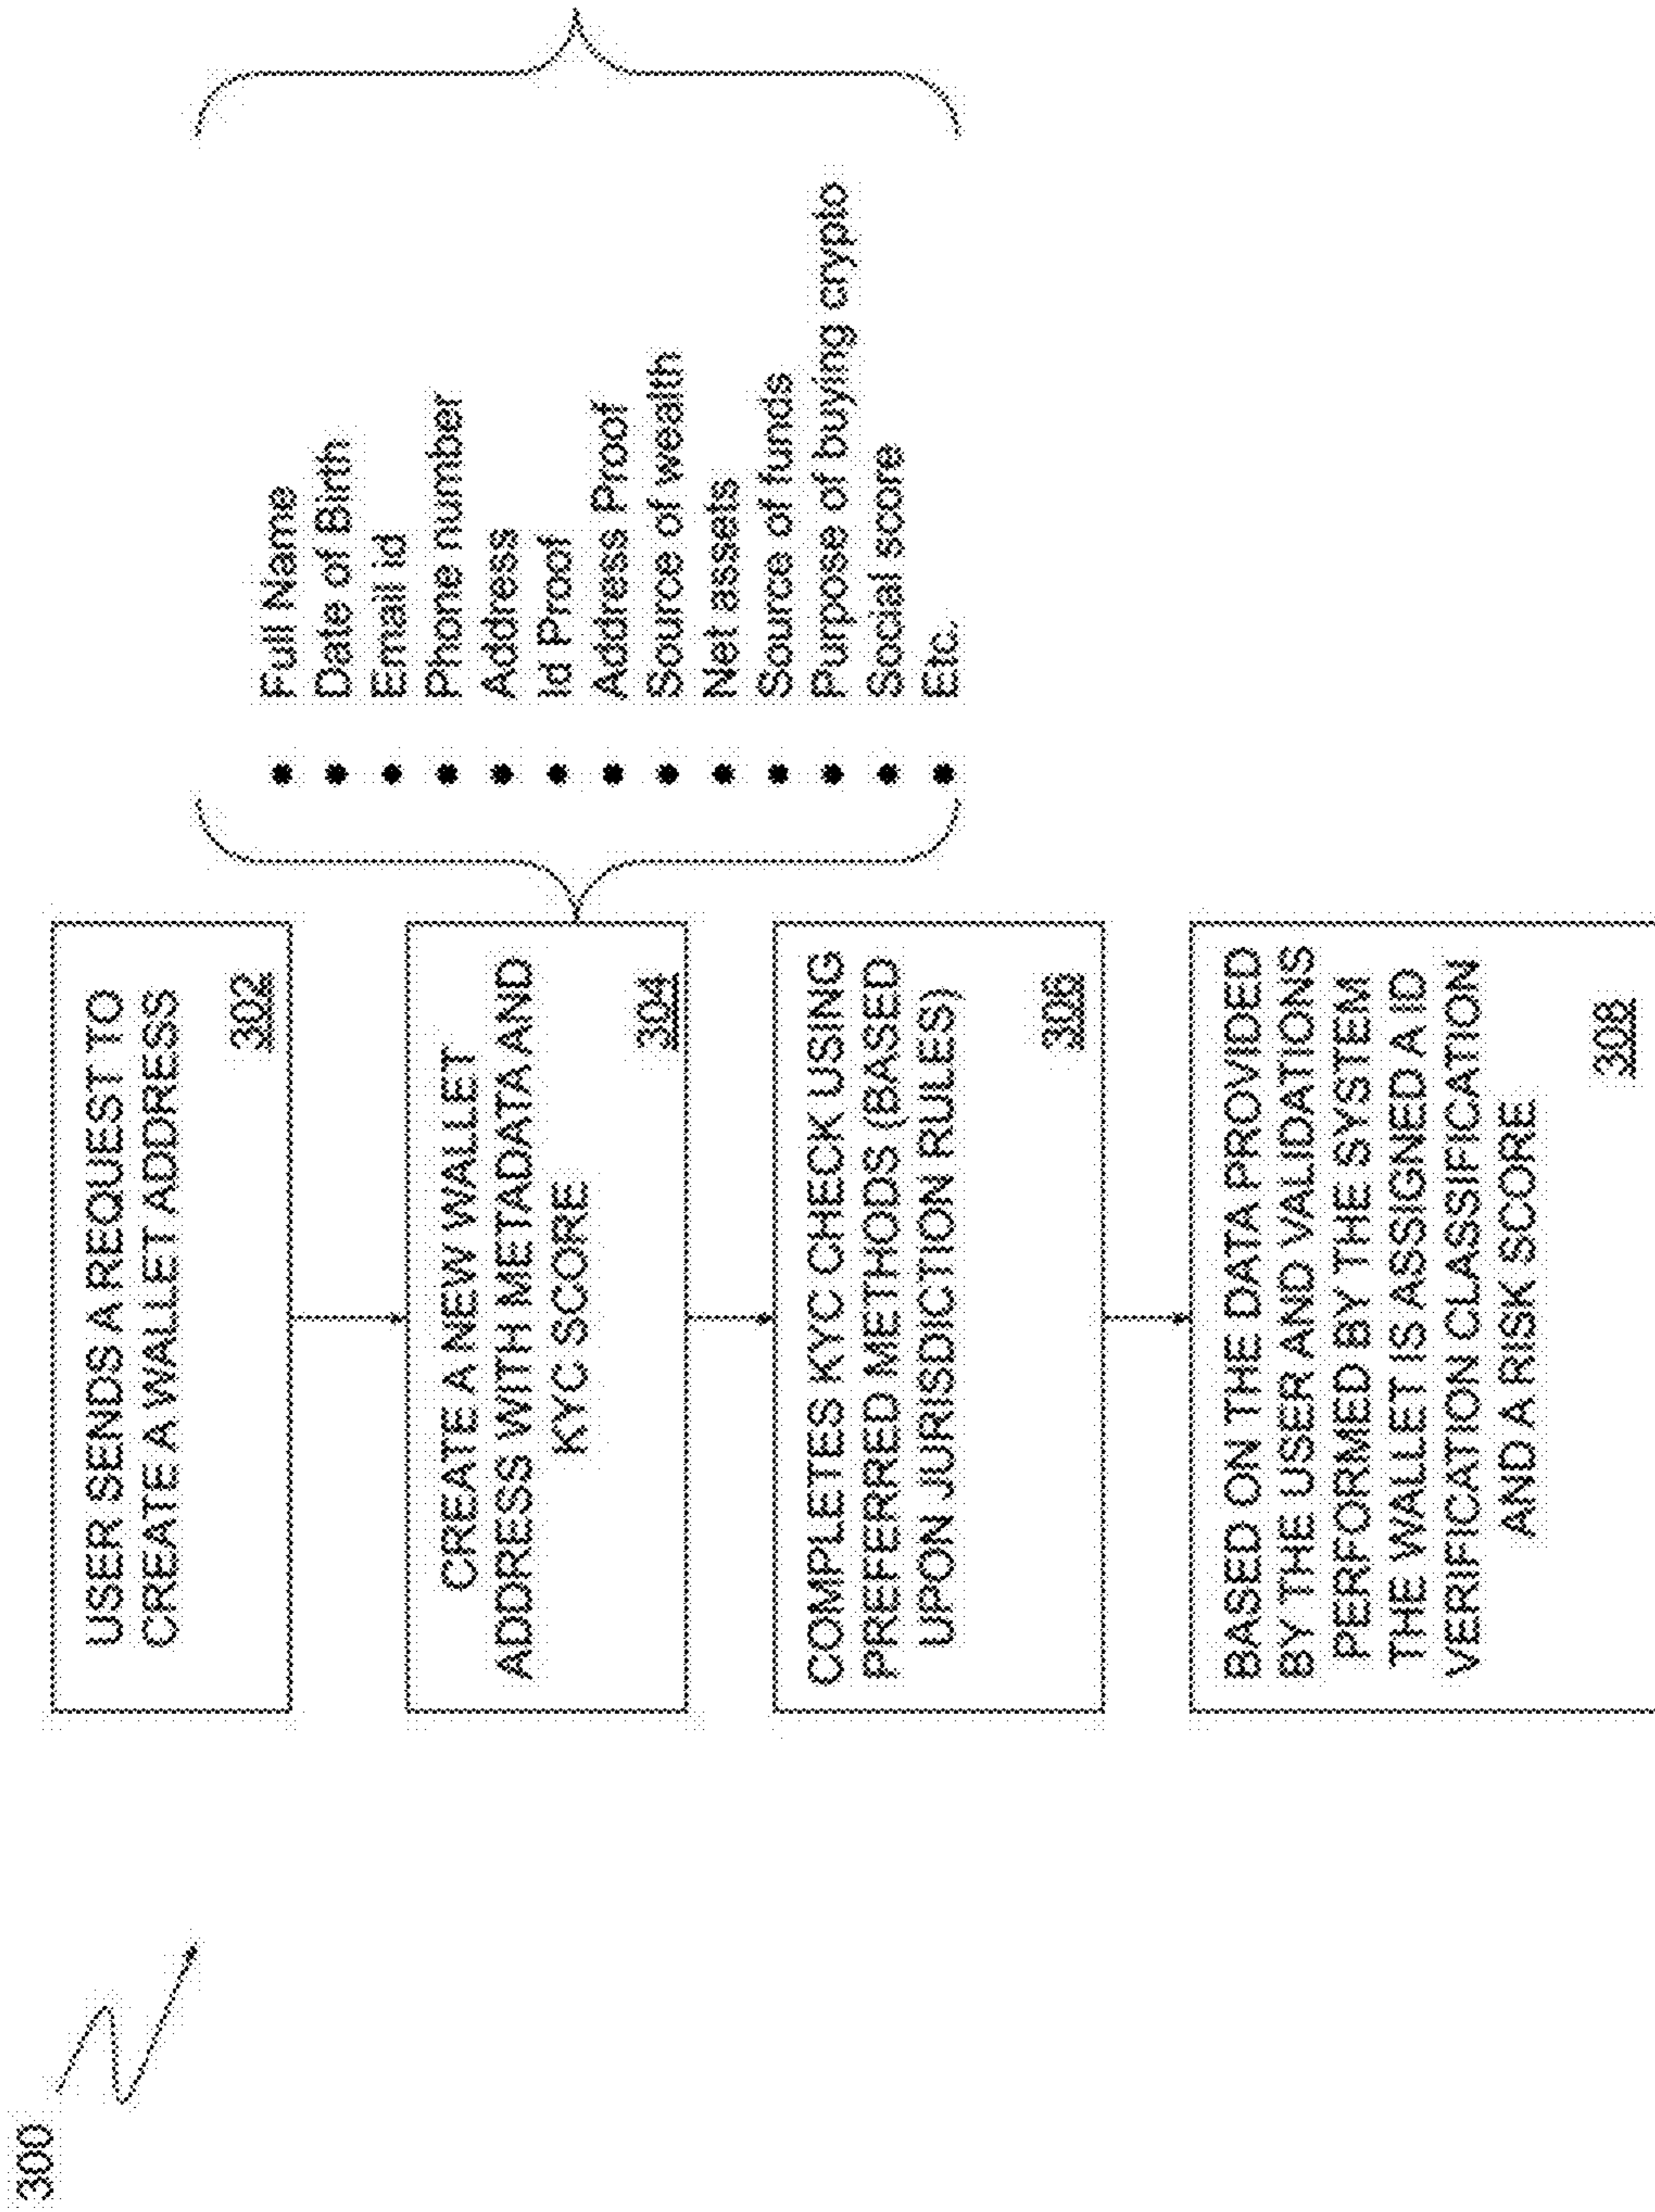 300
USER SENDS A REQUEST TO
CREATE A WALLET ADDRESS
302
CREATE A NEW WALLET
ADDRESS WITH METADATA AND
KYC SCORE
304
Full Name
Date of Birth
Email id
Phone number
Address
Id Proof
Address Proof
Source of wealth
Net assets
Source of funds
Purpose of buying crypto
Social score
Etc.
COMPLETES KYC CHECK USING
PREFERRED METHODS (BASED
UPON JURISDICTION RULES)
306
BASED ON THE DATA PROVIDED
BY THE USER AND VALIDATIONS
PERFORMED BY THE SYSTEM
THE WALLET IS ASSIGNED A ID
VERIFICATION CLASSIFICATION
AND A RISK SCORE
308